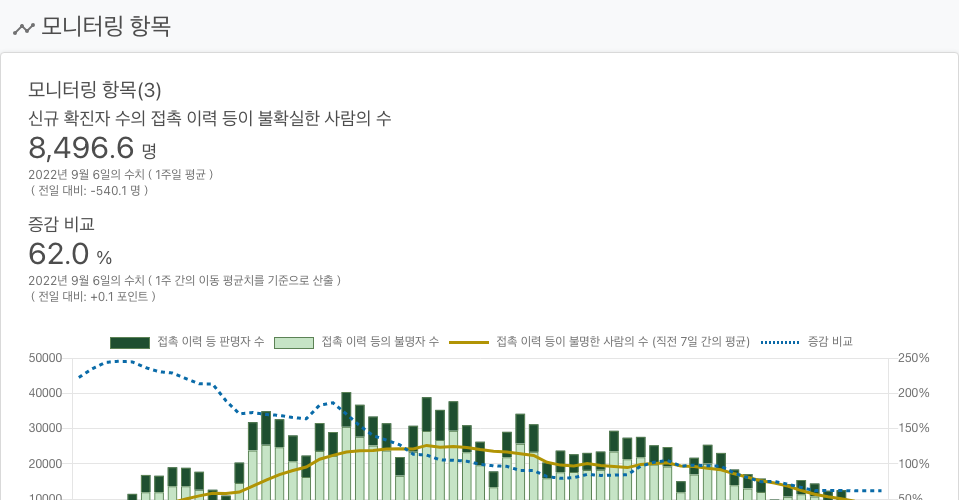 모니터링 항목
모니터링 항목(3)
신규 확진자 수의 접촉 이력 등이 불확실한 사람의 수
8,496.6 명
2022년 9월 6일의 수치 ( 1주일 평균 )
( 전일 대비: -540.1 명 )
증감 비교
62.0 %
2022년 9월 6일의 수치 ( 1주 간의 이동 평균치를 기준으로 산출 )
( 전일 대비: +0.1 포인트 )
접촉 이력 등 판명자 수 접촉 이력 등의 불명자 수 접촉 이력 등이 불명한 사람의 수 (직전 7일 간의 평균) 증감 비교
50000 250%
40000 200%
30000 150%
20000 100%
10000 50%